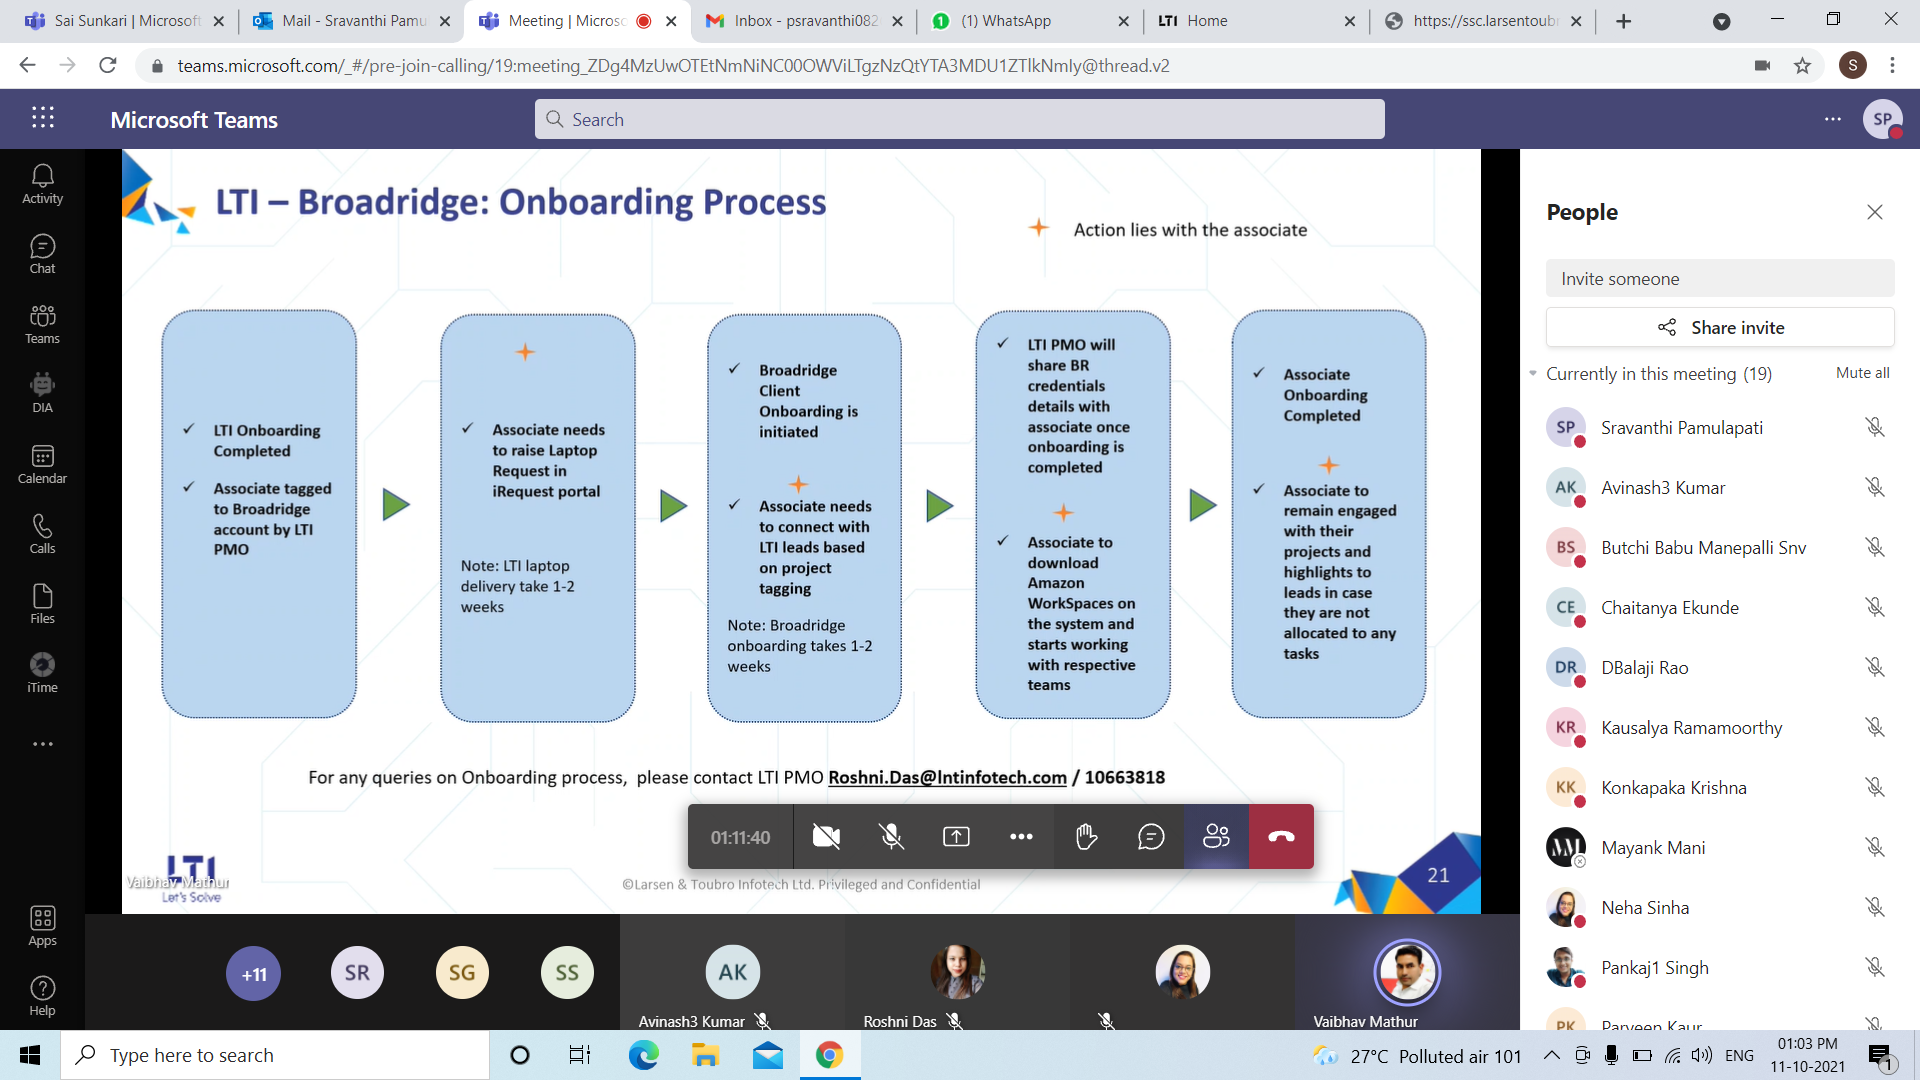 Sai Sunkari | Microsoft
Mail - Sravanthi Pamu
Meeting | Micros
Inbox - psravanthi082
(1) WhatsApp
LTI Home
https://ssc.larsentoub
teams.microsoft.com/_#/pre-join-calling/19:meeting_ZDg4MzUwOTEtNmNiNC00OWViLTgzNzQtYTA3MDU1ZTlkNmIy@thread.v2
S
Microsoft Teams
Search
SP
Activity
Chat
Teams
DIA
Calendar
Calls
Files
iTime
Apps
Help
LTI – Broadridge: Onboarding Process
Action lies with the associate
✓ LTI Onboarding
Completed
✓ Associate tagged
to Broadridge
account by LTI
PMO
✓ Associate needs
to raise Laptop
Request in
iRequest portal
Note: LTI laptop
delivery take 1-2
weeks
✓ Broadridge
Client
Onboarding is
initiated
✓ Associate needs
to connect with
LTI leads based
on project
tagging
Note: Broadridge
onboarding takes 1-2
weeks
✓ LTI PMO will
share BR
credentials
details with
associate once
onboarding is
completed
✓ Associate to
download
Amazon
WorkSpaces on
the system and
starts working
with respective
teams
✓ Associate
Onboarding
Completed
✓ Associate to
remain engaged
with their
projects and
highlights to
leads in case
they are not
allocated to any
tasks
For any queries on Onboarding process, please contact LTI PMO Roshni.Das@lntinfotech.com / 10663818
01:11:40
LTI
Vaibhav Mathur
Let's Solve
©Larsen & Toubro Infotech Ltd. Privileged and Confidential
21
+11
SR
SG
SS
AK
Avinash3 Kumar
Roshni Das
Vaibhav Mathur
People
Invite someone
Share invite
Currently in this meeting (19)
Mute all
SP Sravanthi Pamulapati
AK Avinash3 Kumar
BS Butchi Babu Manepalli Snv
CE Chaitanya Ekunde
DR DBalaji Rao
KR Kausalya Ramamoorthy
KK Konkapaka Krishna
MM Mayank Mani
Neha Sinha
Pankaj1 Singh
PK Parveen Kaur
Type here to search
27°C Polluted air 101
ENG
01:03 PM
11-10-2021
1